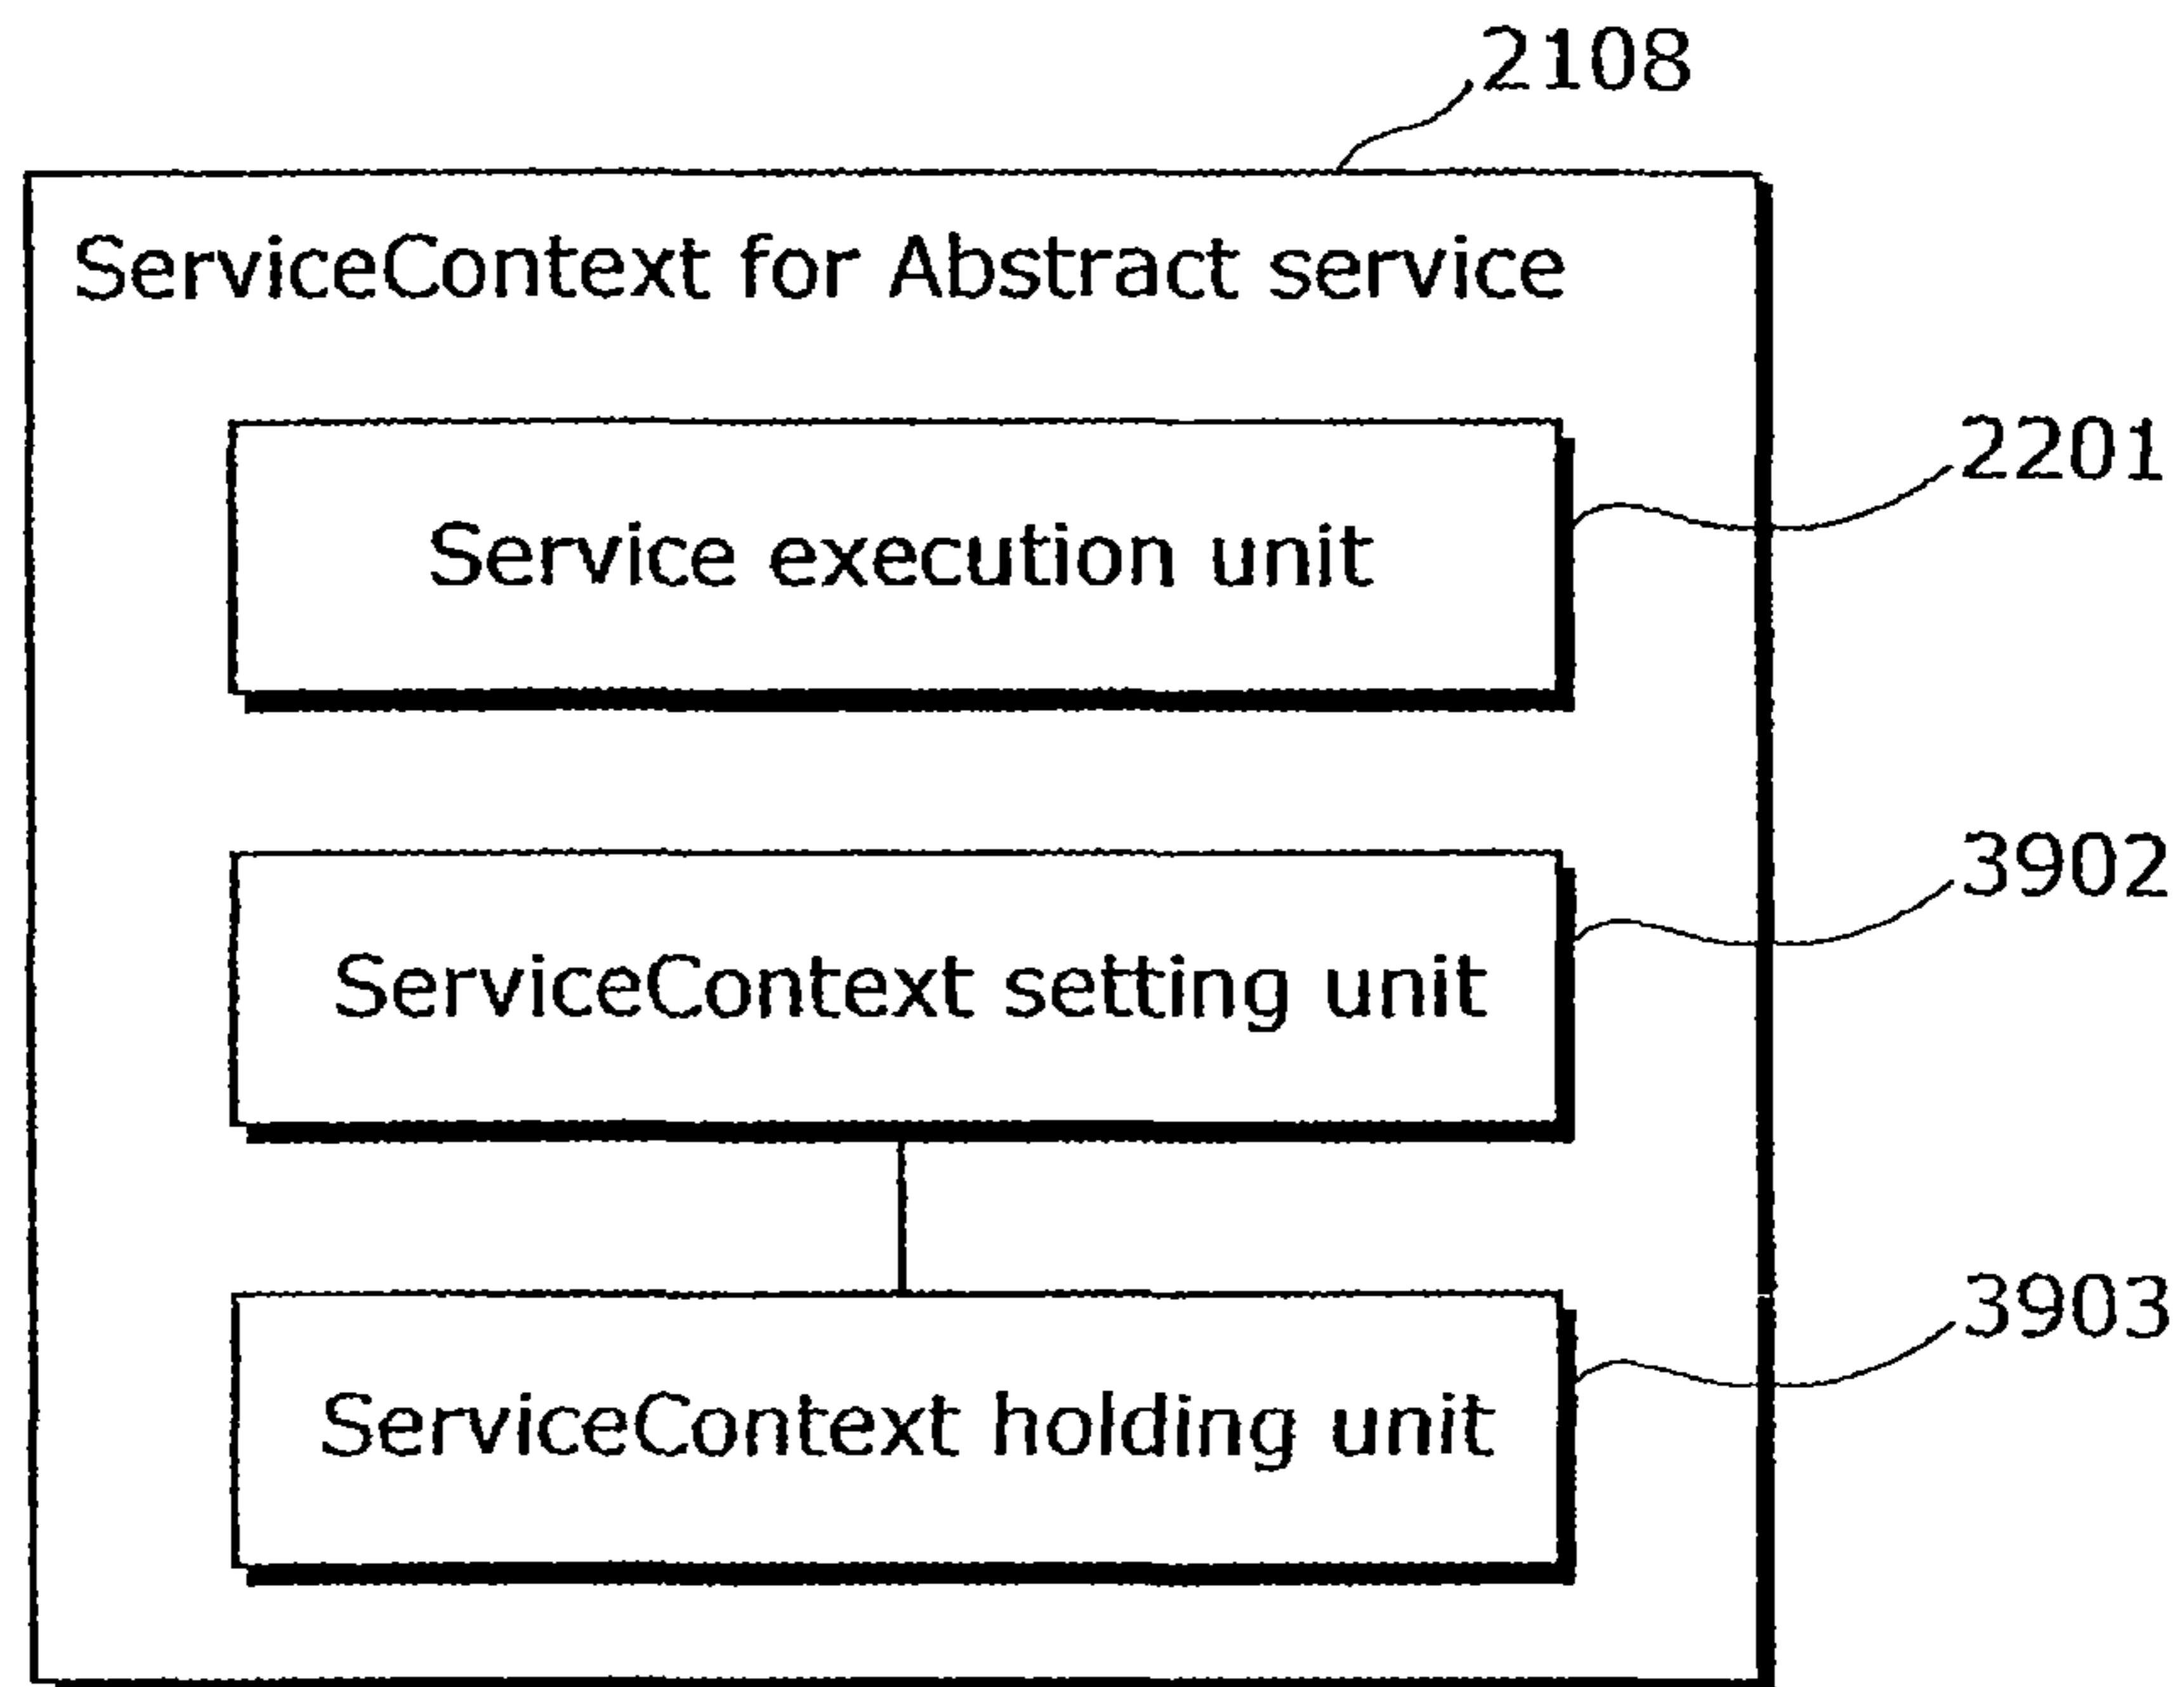 2108
ServiceContext for Abstract service
2201
Service execution unit
3902
ServiceContext setting unit
3903
ServiceContext holding unit